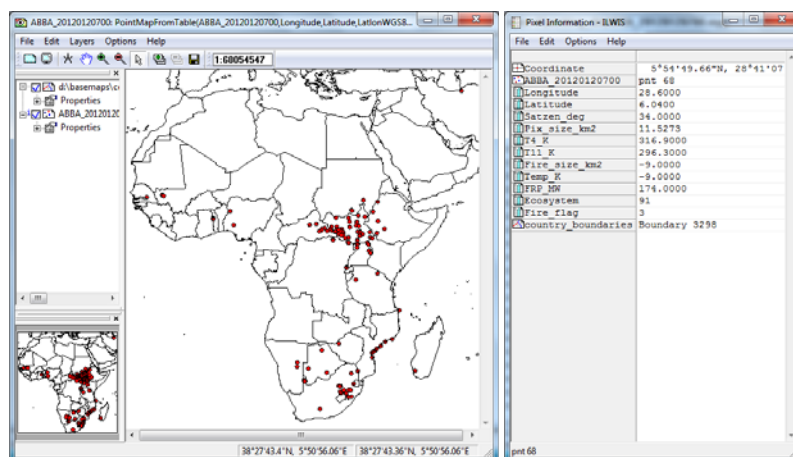 ABBA_20120120700: PointMapFromTable(ABBA_20120120700,Longitude,Latitude,LatlonWGS8...
File Edit Layers Options Help
1:68054547
d:\basemaps\co
Properties
ABBA_2012012
Properties
38°27'43.4"N, 5°50'56.06"E 38°27'43.36"N, 5°50'56.06"E
Pixel Information - ILWIS
File Edit Options Help
Coordinate 5°54'49.66"N, 28°41'07
ABBA_20120120700 pnt 68
Longitude 28.6000
Latitude 6.0400
Satzen_deg 34.0000
Pix_size_km2 11.5273
T4_K 316.9000
T11_K 296.3000
Fire_size_km2 -9.0000
Temp_K -9.0000
FRP_MW 174.0000
Ecosystem 91
Fire_flag 3
country_boundaries Boundary 3298
pnt 68